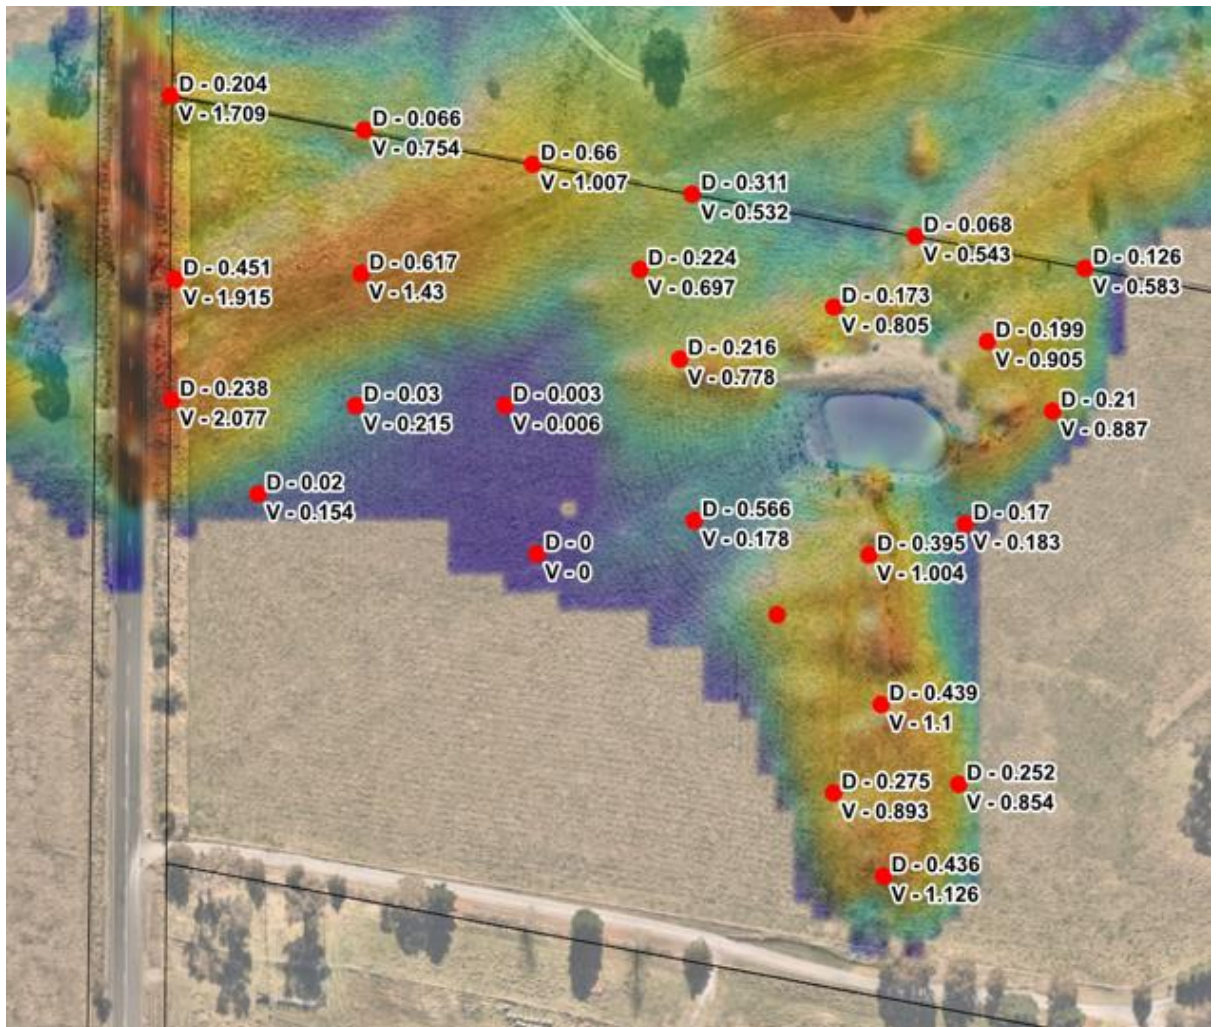 D - 0.204
V - 1.709
D - 0.066
V - 0.754
D - 0.66
V - 1.007
D - 0.311
V - 0.532
D - 0.068
V - 0.543
D - 0.126
V - 0.583
D - 0.451
V - 1.915
D - 0.617
V - 1.43
D - 0.224
V - 0.697
D - 0.173
V - 0.805
D - 0.199
V - 0.905
D - 0.216
V - 0.778
D - 0.238
V - 2.077
D - 0.03
V - 0.215
D - 0.003
V - 0.006
D - 0.21
V - 0.887
D - 0.02
V - 0.154
D - 0.566
V - 0.178
D - 0.17
V - 0.183
D - 0
V - 0
D - 0.395
V - 1.004
D - 0.439
V - 1.1
D - 0.275
V - 0.893
D - 0.252
V - 0.854
D - 0.436
V - 1.126